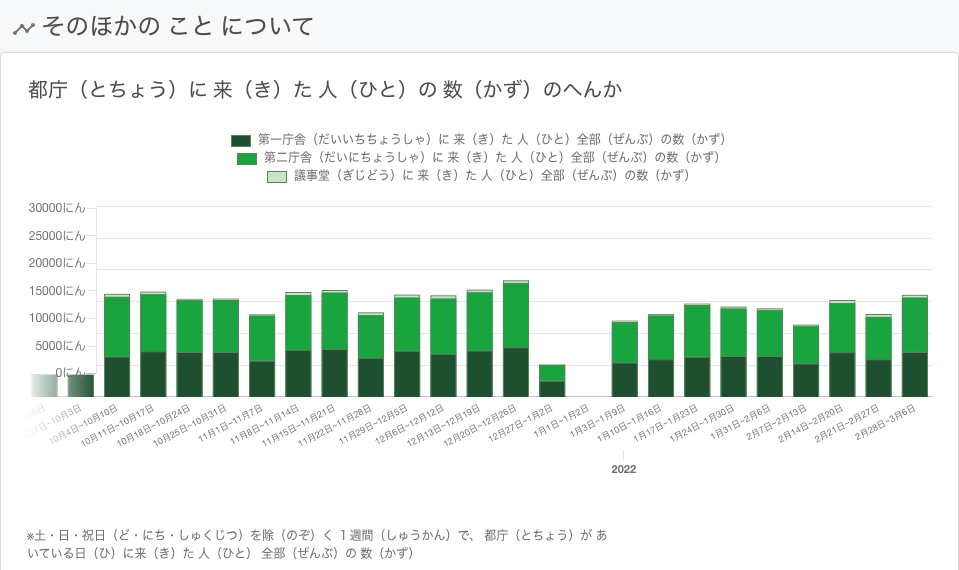 そのほかの こと について
都庁（とちょう）に 来（き）た 人（ひと）の 数（かず）のへんか
第一庁舎（だいいちちょうしゃ）に 来（き）た 人（ひと）全部（ぜんぶ）の数（かず）
第二庁舎（だいにちょうしゃ）に 来（き）た 人（ひと）全部（ぜんぶ）の数（かず）
議事堂（ぎじどう）に 来（き）た 人（ひと）全部（ぜんぶ）の数（かず）
30000にん
25000にん
20000にん
15000にん
10000にん
5000にん
0にん
10月4日~10月10日
10月11日~10月17日
10月18日~10月24日
10月25日~10月31日
11月1日~11月7日
11月8日~11月14日
11月15日~11月21日
11月22日~11月28日
11月29日~12月5日
12月6日~12月12日
12月13日~12月19日
12月20日~12月26日
12月27日~1月2日
1月1日~1月2日
1月3日~1月9日
1月10日~1月16日
1月17日~1月23日
1月24日~1月30日
1月31日~2月6日
2月7日~2月13日
2月14日~2月20日
2月21日~2月27日
2月28日~3月6日
2022
※土・日・祝日（ど・にち・しゅくじつ）を除（のぞ）く １週間（しゅうかん）で、 都庁（とちょう）が あ
いている日（ひ）に来（き）た 人（ひと） 全部（ぜんぶ）の 数（かず）